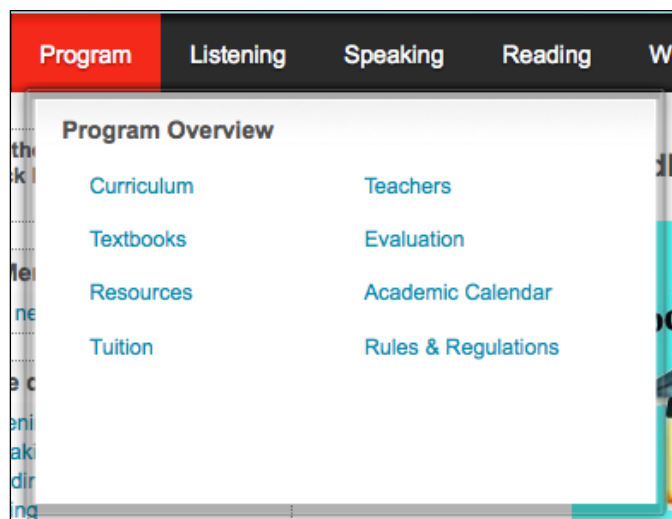 Program Listening Speaking Reading W
Program Overview
Curriculum Teachers
Textbooks Evaluation
Resources Academic Calendar
Tuition Rules & Regulations